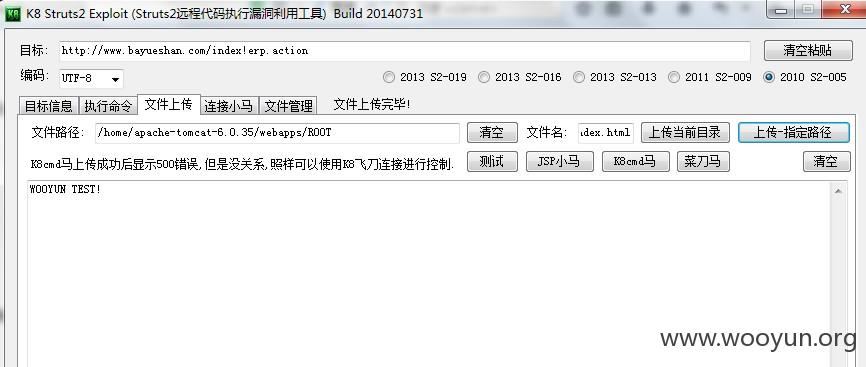 K8 Struts2 Exploit (Struts2远程代码执行漏洞利用工具) Build 20140731
目标: http://www.bayueshan.com/index!erp.action 清空粘贴
编码: UTF-8 2013 S2-019 2013 S2-016 2013 S2-013 2011 S2-009 2010 S2-005
目标信息 执行命令 文件上传 连接小马 文件管理 文件上传完毕!
文件路径: /home/apache-tomcat-6.0.35/webapps/ROOT 清空 文件名: dex.html 上传当前目录 上传-指定路径
K8cmd马上传成功后显示500错误,但是没关系,照样可以使用K8飞刀连接进行控制. 测试 JSP小马 K8cmd马 菜刀马 清空
WOOYUN TEST!
www.wooyun.org